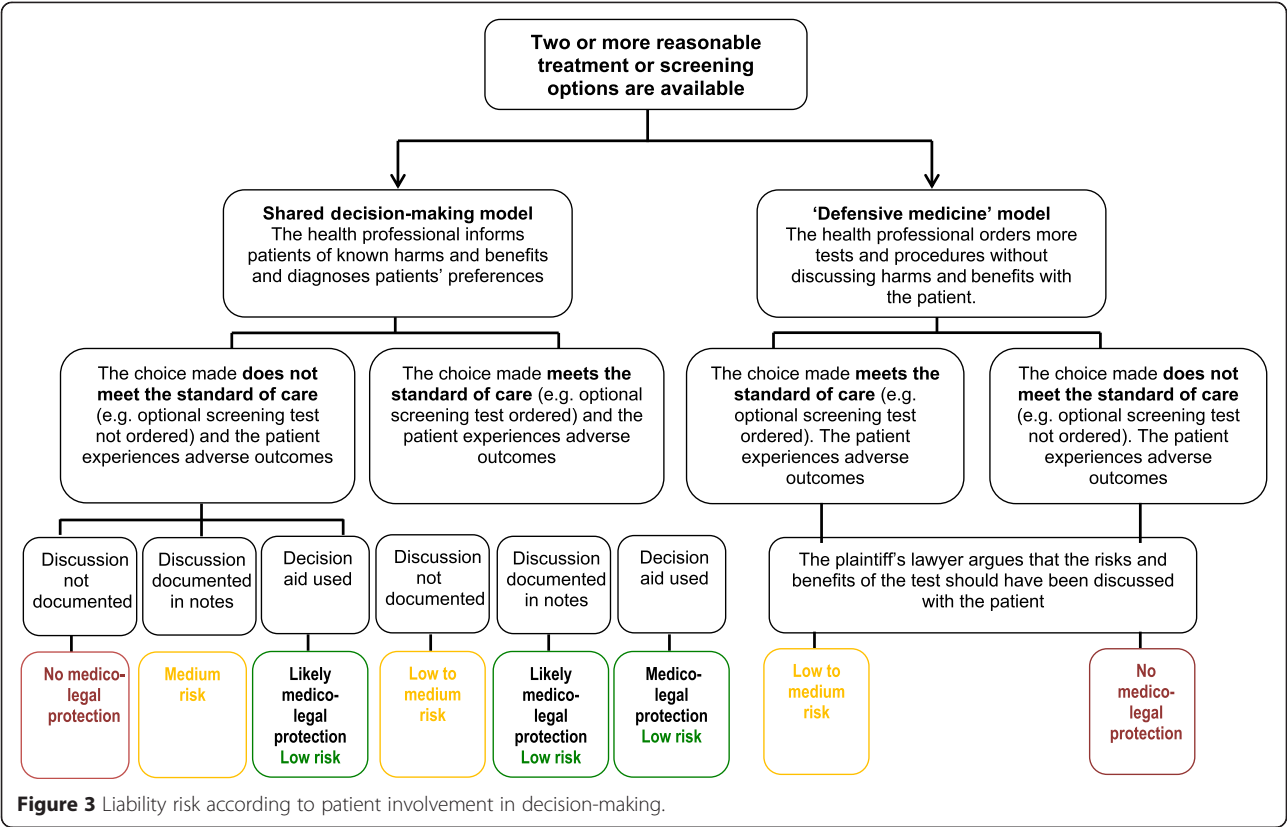 Two or more reasonable
treatment or screening
options are available
Shared decision-making model
The health professional informs
patients of known harms and benefits
and diagnoses patients’ preferences
‘Defensive medicine’ model
The health professional orders more
tests and procedures without
discussing harms and benefits with
the patient.
The choice made does not
meet the standard of care
(e.g. optional screening test
not ordered) and the patient
experiences adverse outcomes
The choice made meets the
standard of care (e.g. optional
screening test ordered) and the
patient experiences adverse
outcomes
The choice made meets the
standard of care (e.g.
optional screening test
ordered). The patient
experiences adverse
outcomes
The choice made does not
meet the standard of care
(e.g. optional screening test
not ordered). The patient
experiences adverse
outcomes
Discussion
not
documented
Discussion
documented
in notes
Decision
aid used
Discussion
not
documented
Discussion
documented
in notes
Decision
aid used
The plaintiff’s lawyer argues that the risks and
benefits of the test should have been discussed
with the patient
No medico-
legal
protection
Medium
risk
Likely
medico-
legal
protection
Low risk
Low to
medium
risk
Likely
medico-
legal
protection
Low risk
Medico-
legal
protection
Low risk
Low to
medium
risk
No
medico-
legal
protection
Figure 3 Liability risk according to patient involvement in decision-making.